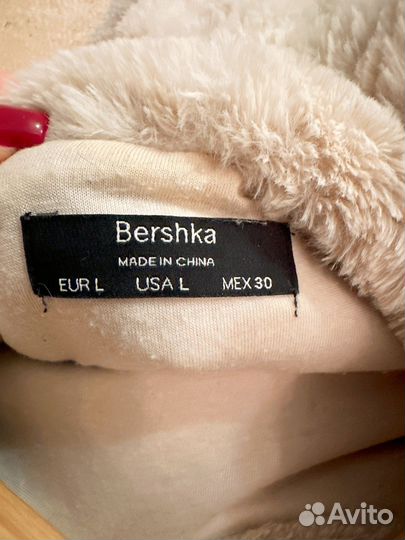 Bershka
MADE IN CHINA
EUR L USA L MEX 30
Avito